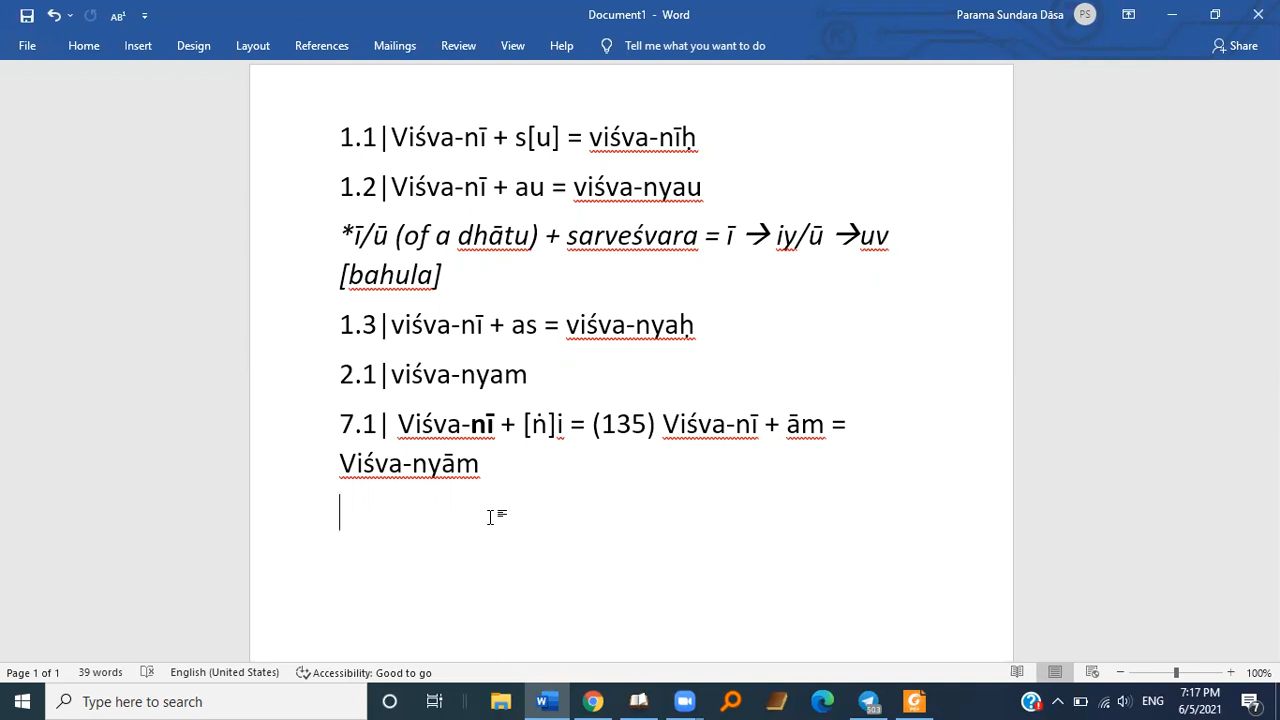 Document1 - Word
Parama Sundara Dāsa
PS
File
Home
Insert
Design
Layout
References
Mailings
Review
View
Help
Tell me what you want to do
Share
1.1|Viśva-nī + s[u] = viśva-nīḥ
1.2|Viśva-nī + au = viśva-nyau
*ī/ū (of a dhātu) + sarveśvara = ī → iy/ū →uv
[bahula]
1.3|viśva-nī + as = viśva-nyaḥ
2.1|viśva-nyam
7.1| Viśva-nī + [ṅ]i = (135) Viśva-nī + ām =
Viśva-nyām
Page 1 of 1
39 words
English (United States)
Accessibility: Good to go
100%
Type here to search
ENG
7:17 PM
6/5/2021